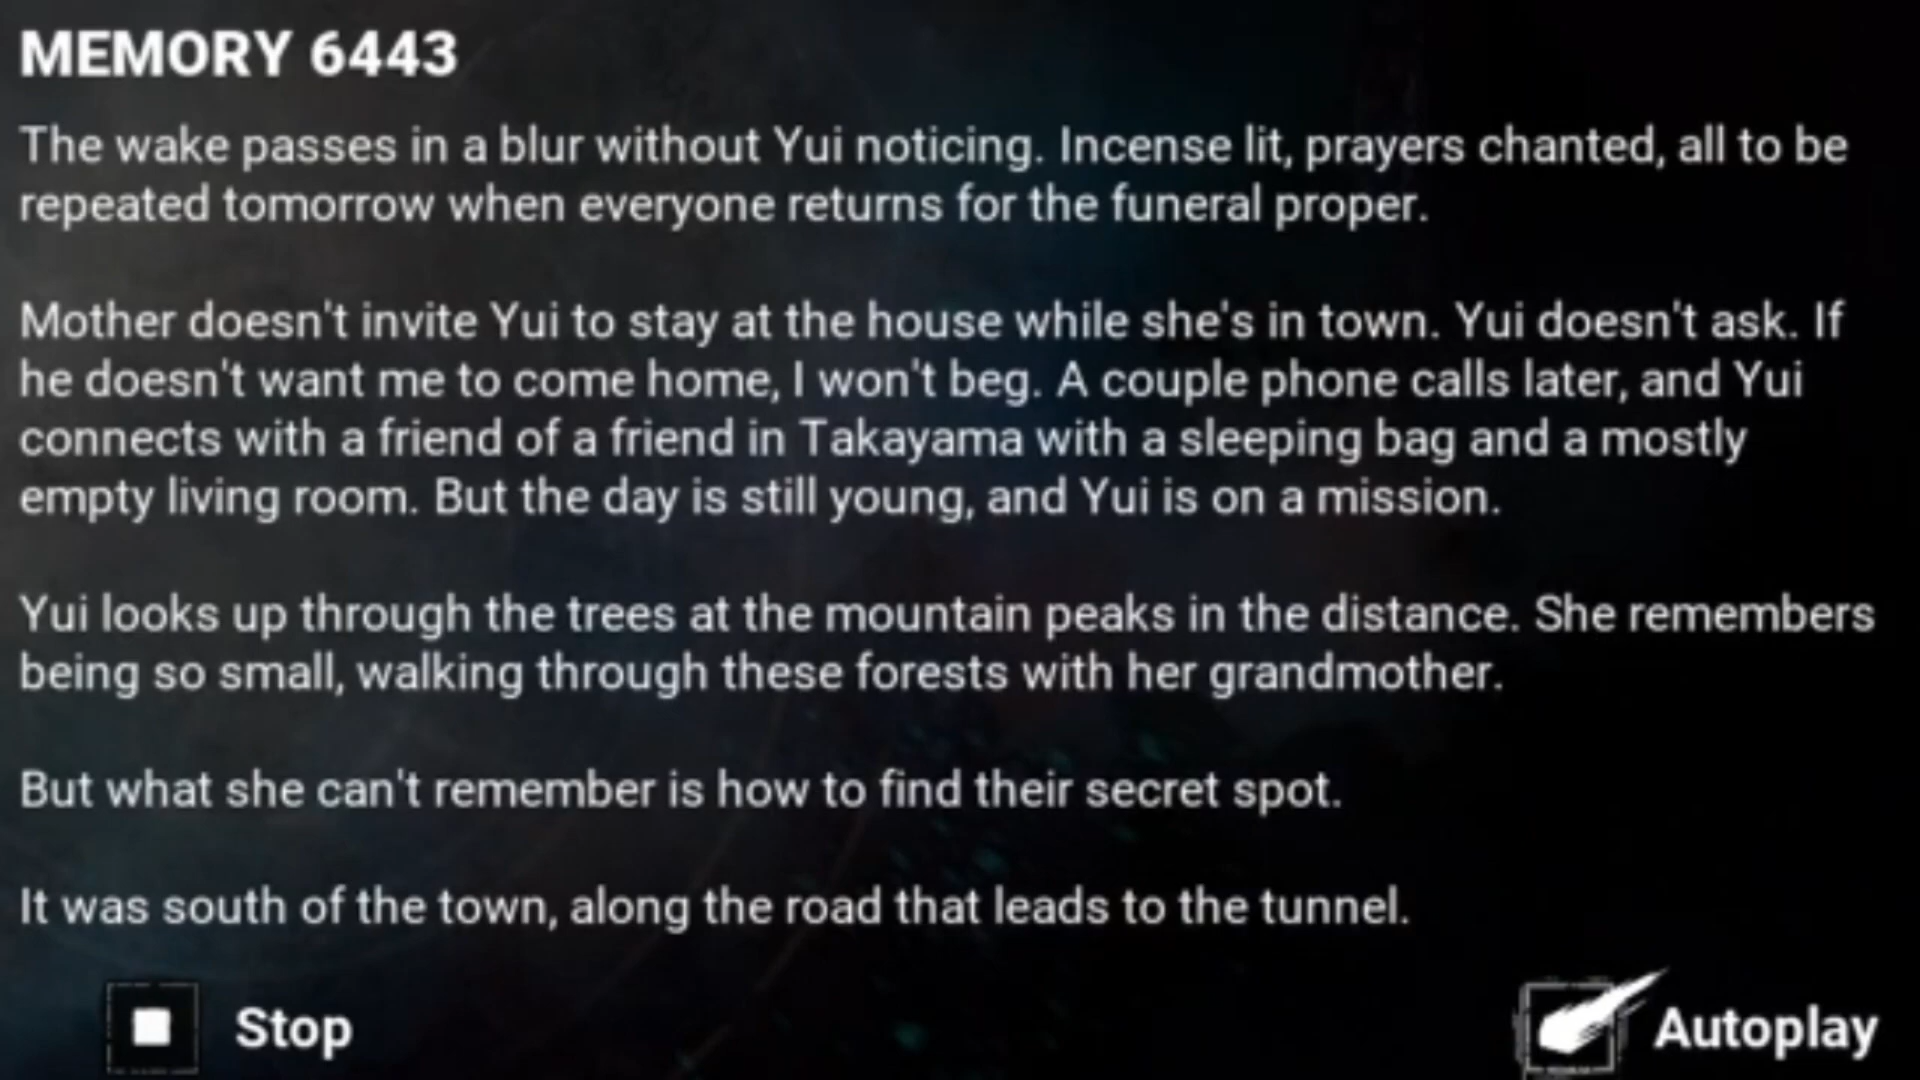 MEMORY 6443
The wake passes in a blur without Yui noticing. Incense lit, prayers chanted, all to be
repeated tomorrow when everyone returns for the funeral proper.
Mother doesn't invite Yui to stay at the house while she's in town. Yui doesn't ask. If
he doesn't want me to come home, I won't beg. A couple phone calls later, and Yui
connects with a friend of a friend in Takayama with a sleeping bag and a mostly
empty living room. But the day is still young, and Yui is on a mission.
Yui looks up through the trees at the mountain peaks in the distance. She remembers
being so small, walking through these forests with her grandmother.
But what she can't remember is how to find their secret spot.
It was south of the town, along the road that leads to the tunnel.
Stop
Autoplay